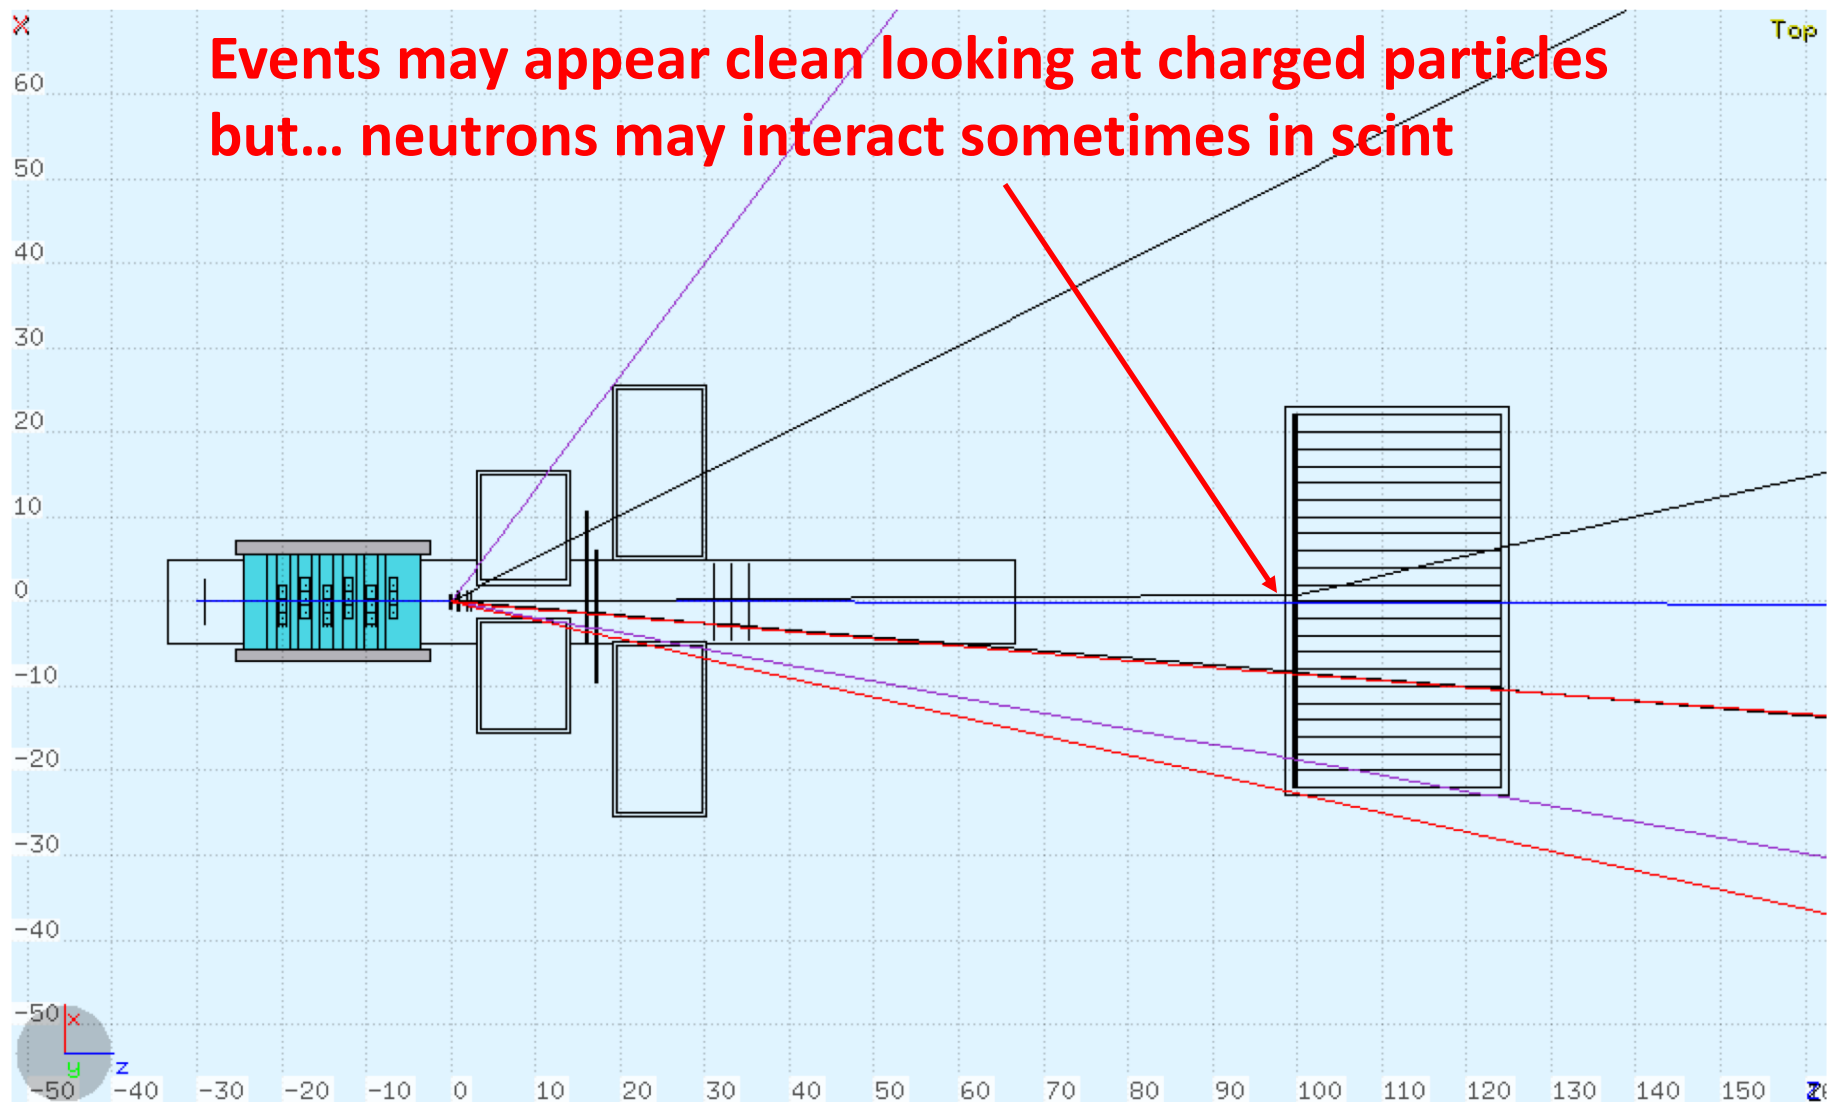 X
Top
Events may appear clean looking at charged particles
but... neutrons may interact sometimes in scint
60
50
40
30
20
10
0
-10
-20
-30
-40
-50
x
y z
-50 -40 -30 -20 -10 0 10 20 30 40 50 60 70 80 90 100 110 120 130 140 150